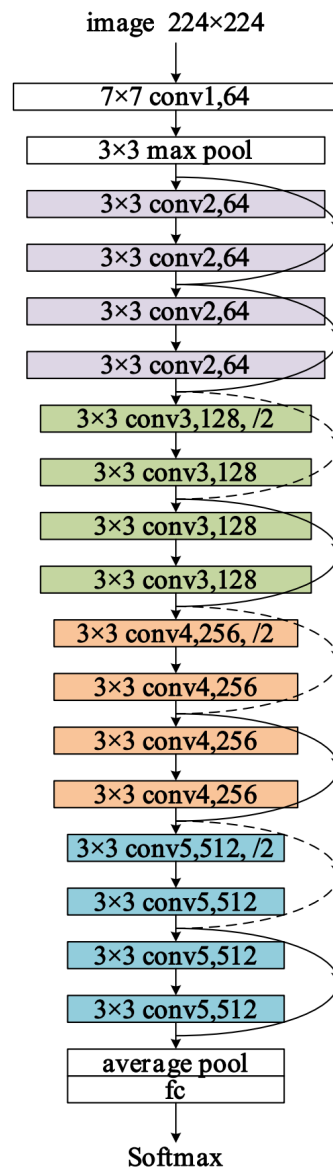 image 224×224
7×7 conv1,64
3×3 max pool
3×3 conv2,64
3×3 conv2,64
3×3 conv2,64
3×3 conv2,64
3×3 conv3,128, /2
3×3 conv3,128
3×3 conv3,128
3×3 conv3,128
3×3 conv4,256, /2
3×3 conv4,256
3×3 conv4,256
3×3 conv4,256
3×3 conv5,512, /2
3×3 conv5,512
3×3 conv5,512
3×3 conv5,512
average pool
fc
Softmax